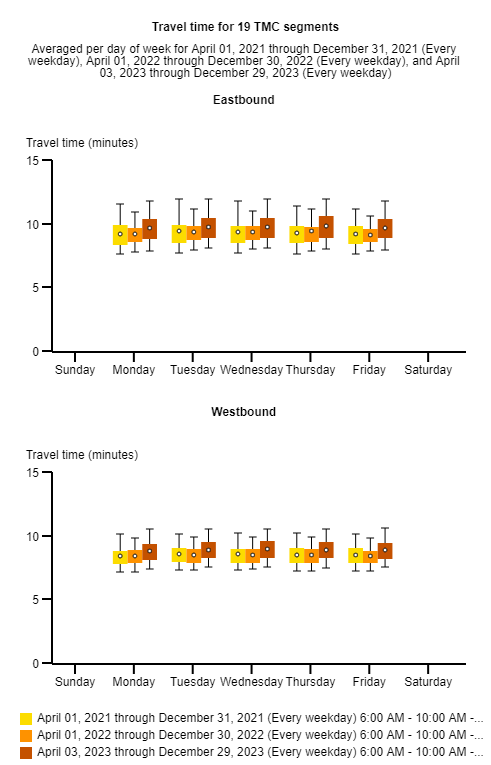 Travel time for 19 TMC segments
Averaged per day of week for April 01, 2021 through December 31, 2021 (Every
weekday), April 01, 2022 through December 30, 2022 (Every weekday), and April
03, 2023 through December 29, 2023 (Every weekday)
Eastbound
Travel time (minutes)
15
10
5
0
Sunday Monday Tuesday Wednesday Thursday Friday Saturday
Westbound
Travel time (minutes)
15
10
5
0
Sunday Monday Tuesday Wednesday Thursday Friday Saturday
April 01, 2021 through December 31, 2021 (Every weekday) 6:00 AM - 10:00 AM -...
April 01, 2022 through December 30, 2022 (Every weekday) 6:00 AM - 10:00 AM -...
April 03, 2023 through December 29, 2023 (Every weekday) 6:00 AM - 10:00 AM -...